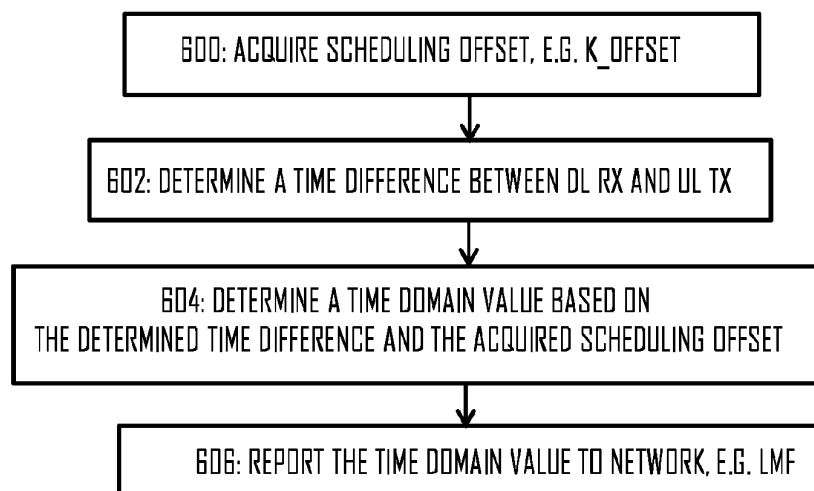 600: ACQUIRE SCHEDULING OFFSET, E.G. K_OFFSET
602: DETERMINE A TIME DIFFERENCE BETWEEN DL RX AND UL TX
604: DETERMINE A TIME DOMAIN VALUE BASED ON
THE DETERMINED TIME DIFFERENCE AND THE ACQUIRED SCHEDULING OFFSET
606: REPORT THE TIME DOMAIN VALUE TO NETWORK, E.G. LMF